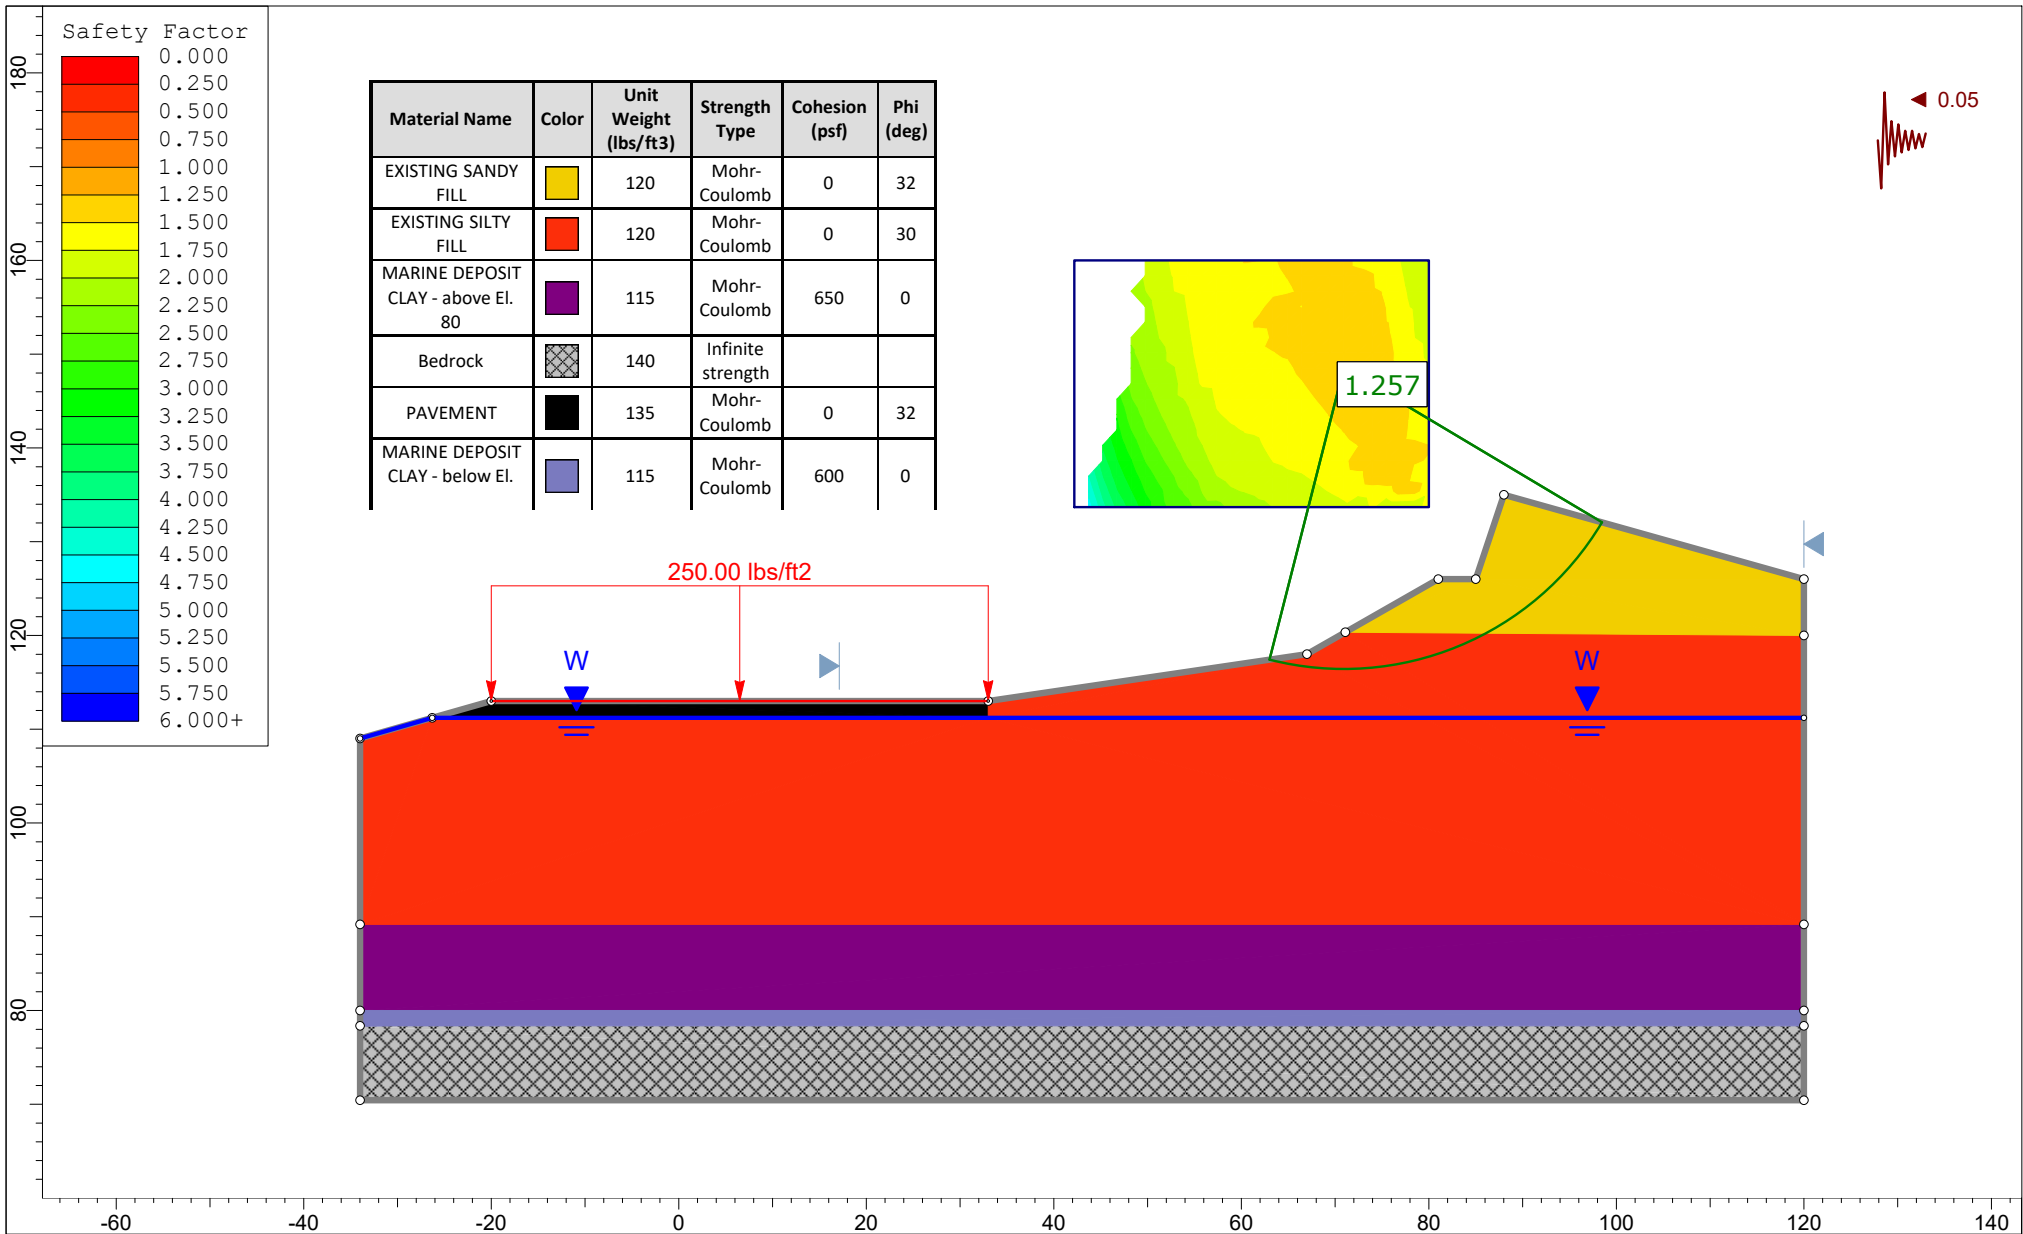 Safety Factor
0.000
0.250
0.500
0.750
1.000
1.250
1.500
1.750
2.000
2.250
2.500
2.750
3.000
3.250
3.500
3.750
4.000
4.250
4.500
4.750
5.000
5.250
5.500
5.750
6.000+
Material Name Color Unit Weight (lbs/ft3) Strength Type Cohesion (psf) Phi (deg)
EXISTING SANDY FILL 120 Mohr-Coulomb 0 32
EXISTING SILTY FILL 120 Mohr-Coulomb 0 30
MARINE DEPOSIT CLAY - above El. 80 115 Mohr-Coulomb 650 0
Bedrock 140 Infinite strength
PAVEMENT 135 Mohr-Coulomb 0 32
MARINE DEPOSIT CLAY - below El. 115 Mohr-Coulomb 600 0
0.05
1.257
250.00 lbs/ft2
W
W
180
160
140
120
100
80
-60 -40 -20 0 20 40 60 80 100 120 140